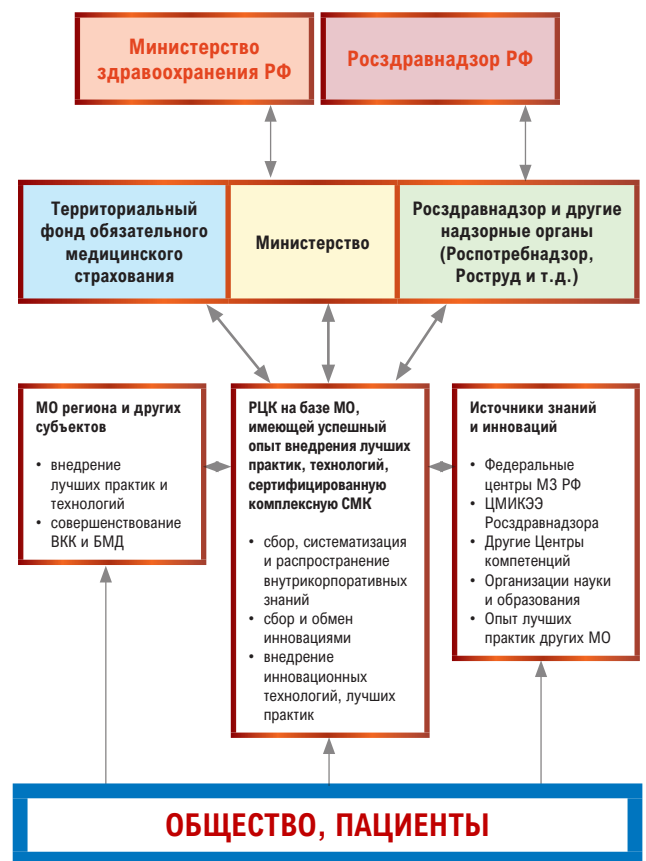 Министерство
здравоохранения РФ
Росздравнадзор РФ
Территориальный
фонд обязательного
медицинского
страхования
Министерство
Росздравнадзор и другие
надзорные органы
(Роспотребнадзор,
Роструд и т.д.)
МО региона и других
субъектов
• внедрение
лучших практик и
технологий
• совершенствование
ВКК и БМД
РЦК на базе МО,
имеющей успешный
опыт внедрения лучших
практик, технологий,
сертифицированную
комплексную СМК
• сбор, систематизация
и распространение
внутрикорпоративных
знаний
• сбор и обмен
инновациями
• внедрение
инновационных
технологий, лучших
практик
Источники знаний
и инноваций
• Федеральные
центры МЗ РФ
• ЦМИКЭЭ
Росздравнадзора
• Другие Центры
компетенций
• Организации науки
и образования
• Опыт лучших
практик других МО
ОБЩЕСТВО, ПАЦИЕНТЫ